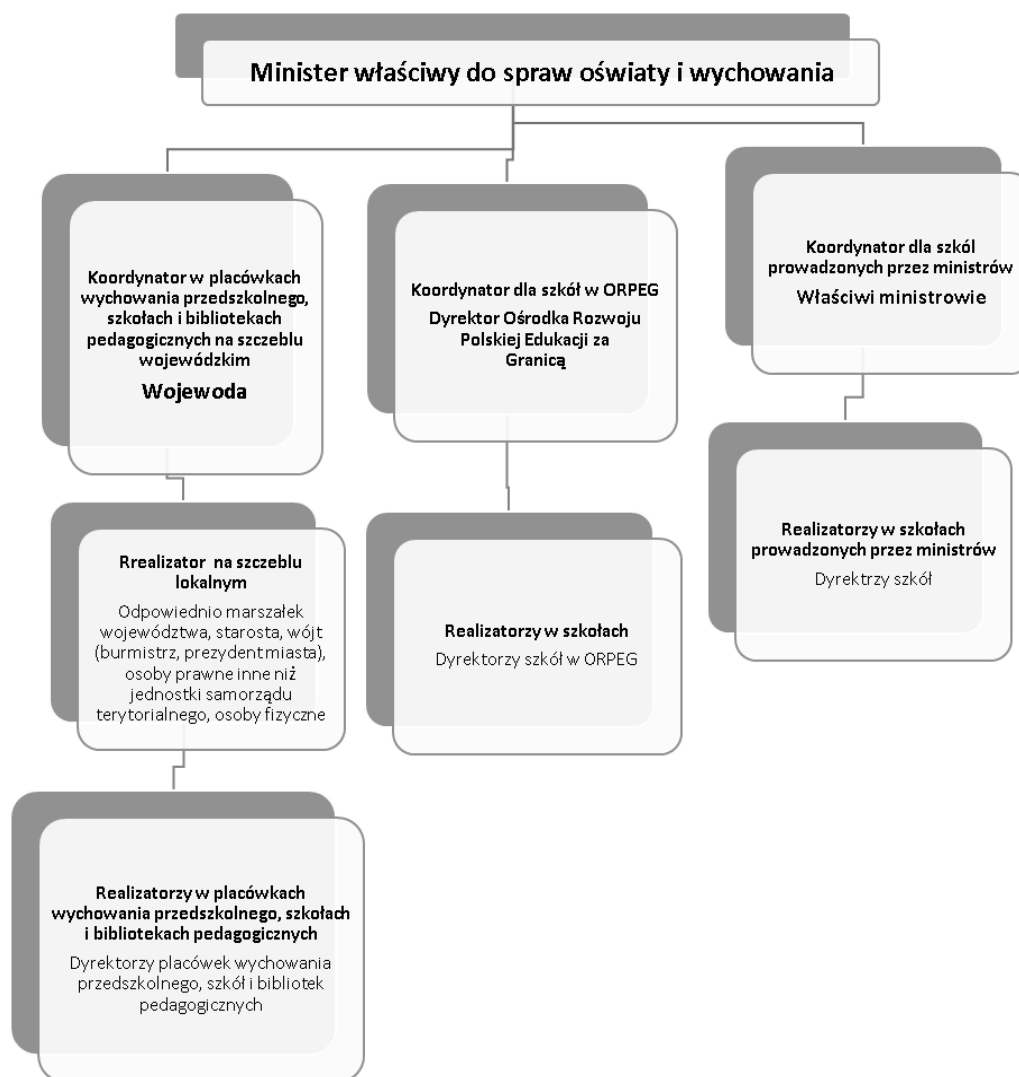 Minister właściwy do spraw oświaty i wychowania
Koordynator w placówkach
wychowania przedszkolnego,
szkołach i bibliotekach
pedagogicznych na szczeblu
wojewódzkim
Wojewoda
Koordynator dla szkół w ORPEG
Dyrektor Ośrodka Rozwoju
Polskiej Edukacji za
Granicą
Koordynator dla szkól
prowadzonych przez ministrów
Właściwi ministrowie
Rrealizator na szczeblu
lokalnym
Odpowiednio marszałek
województwa, starosta, wójt
(burmistrz, prezydent miasta),
osoby prawne inne niż
jednostki samorządu
terytorialnego, osoby fizyczne
Realizatorzy w szkołach
Dyrektorzy szkół w ORPEG
Realizatorzy w szkołach
prowadzonych przez ministrów
Dyrektrzy szkół
Realizatorzy w placówkach
wychowania przedszkolnego, szkołach
i bibliotekach pedagogicznych
Dyrektorzy placówek wychowania
przedszkolnego, szkół i bibliotek
pedagogicznych